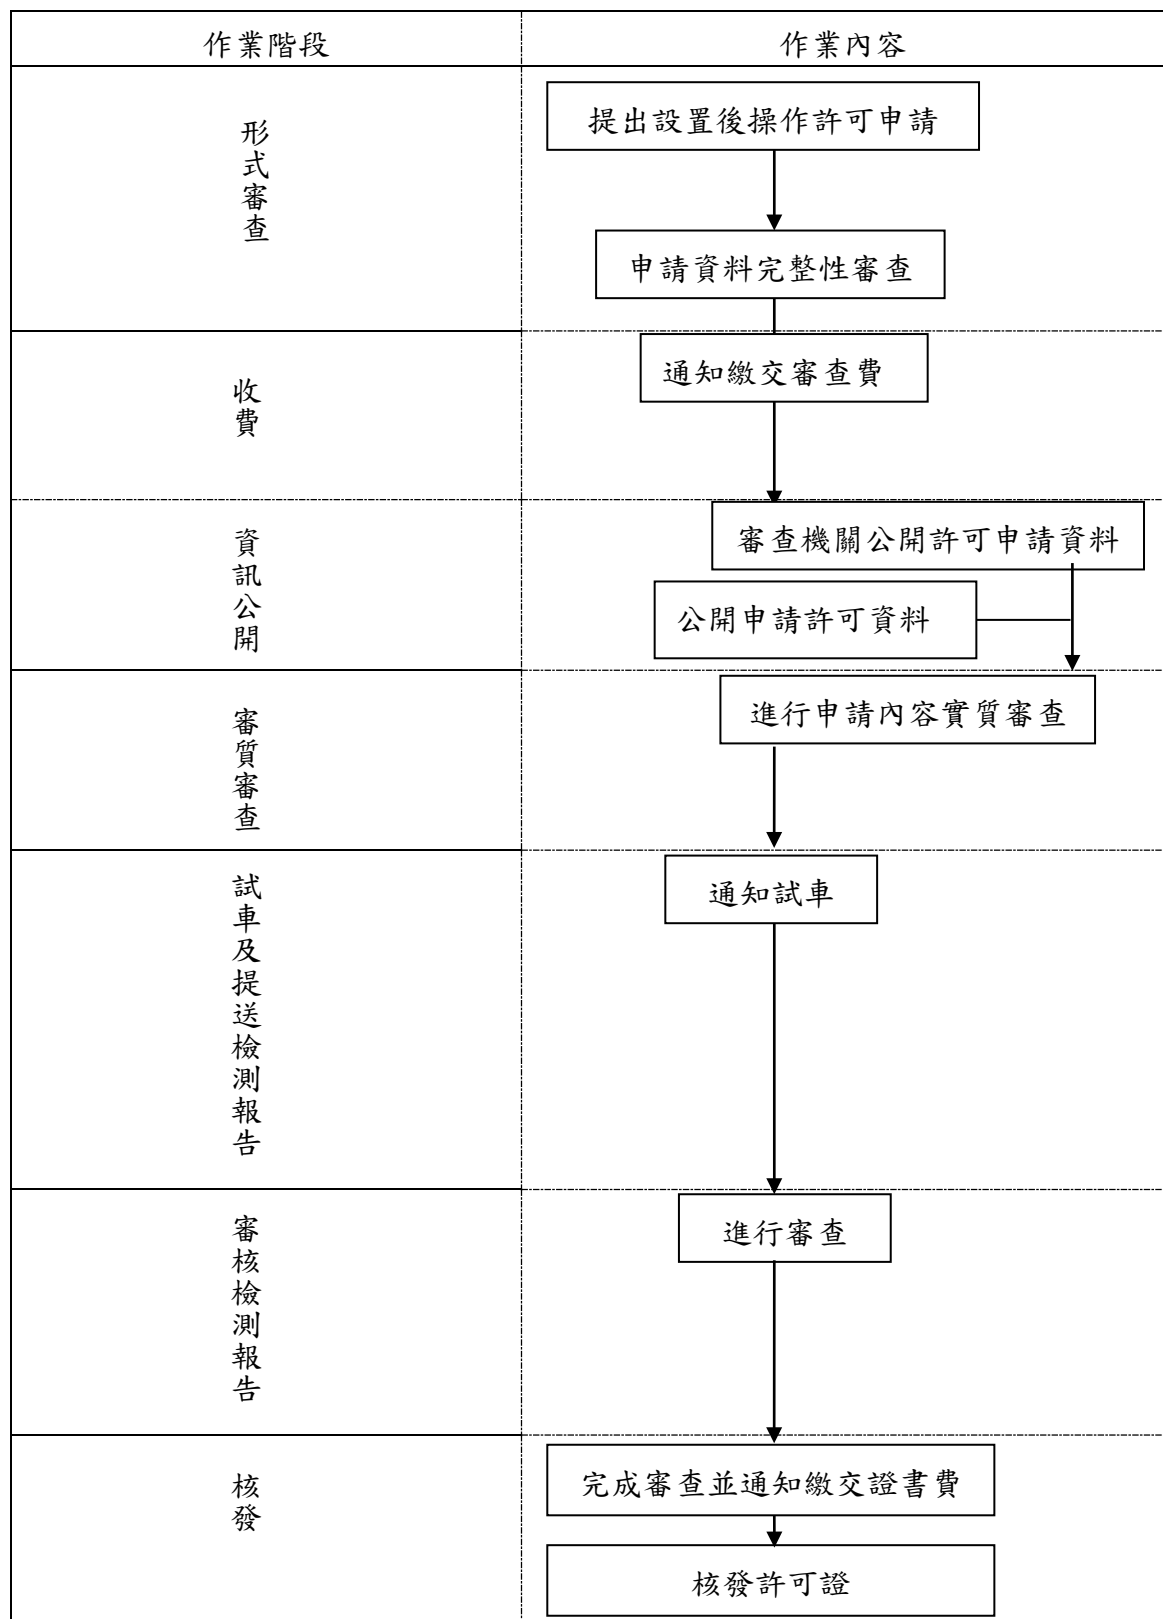 作業階段
作業內容
形式審查
提出設置後操作許可申請
申請資料完整性審查
收費
通知繳交審查費
資訊公開
審查機關公開許可申請資料
公開申請許可資料
審質審查
進行申請內容實質審查
試車及提送檢測報告
通知試車
審核檢測報告
進行審查
核發
完成審查並通知繳交證書費
核發許可證